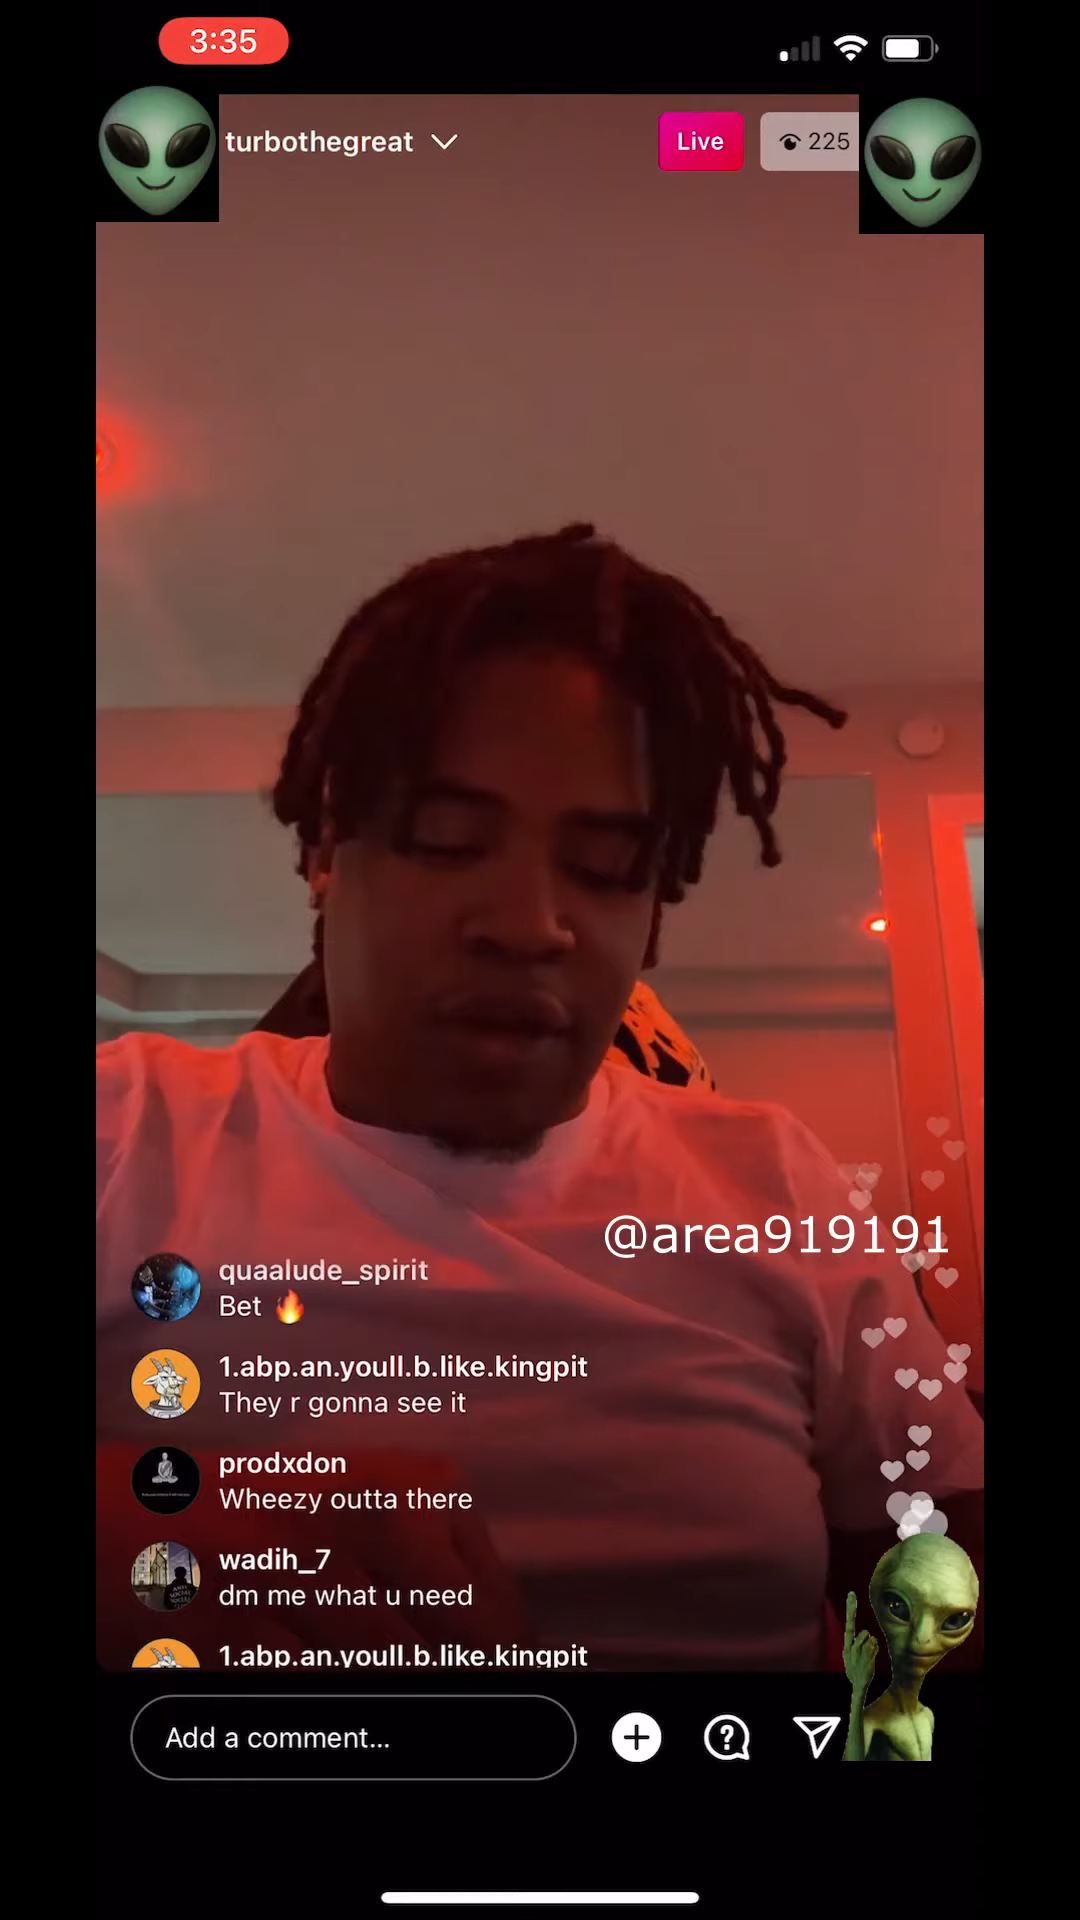 3:35
turbothegreat
Live
225
@area919191
quaalude_spirit
Bet 🔥
1.abp.an.youll.b.like.kingpit
They r gonna see it
prodxdon
Wheezy outta there
wadih_7
dm me what u need
1.abp.an.youll.b.like.kingpit
Add a comment...